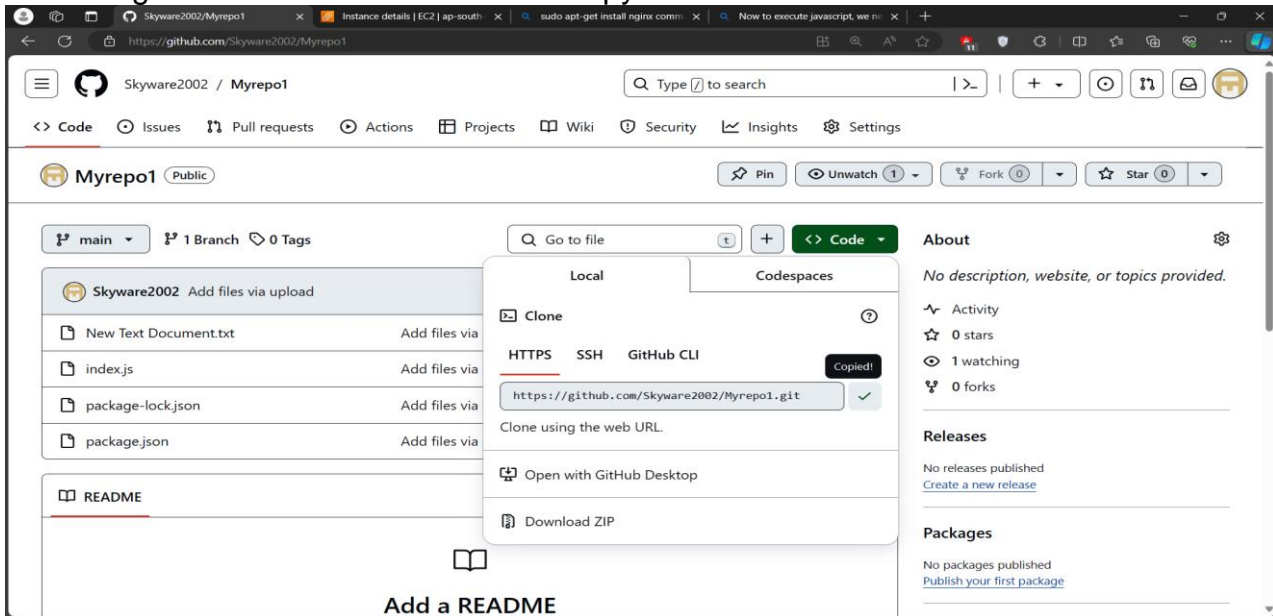 Skyware2002/Myrepo1
Instance details | EC2 | ap-south
sudo apt-get install nginx comm
Now to execute javascript, we ne
https://github.com/Skyware2002/Myrepo1
11
Skyware2002 / Myrepo1
Type / to search
Code Issues Pull requests Actions Projects Wiki Security Insights Settings
Myrepo1 Public
Pin Unwatch 1 Fork 0 Star 0
main 1 Branch 0 Tags
Go to file t
Code
Skyware2002 Add files via upload
New Text Document.txt Add files via
index.js Add files via
package-lock.json Add files via
package.json Add files via
README
Add a README
Local Codespaces
Clone
HTTPS SSH GitHub CLI
Copied!
https://github.com/Skyware2002/Myrepo1.git
Clone using the web URL.
Open with GitHub Desktop
Download ZIP
About
No description, website, or topics provided.
Activity
0 stars
1 watching
0 forks
Releases
No releases published
Create a new release
Packages
No packages published
Publish your first package